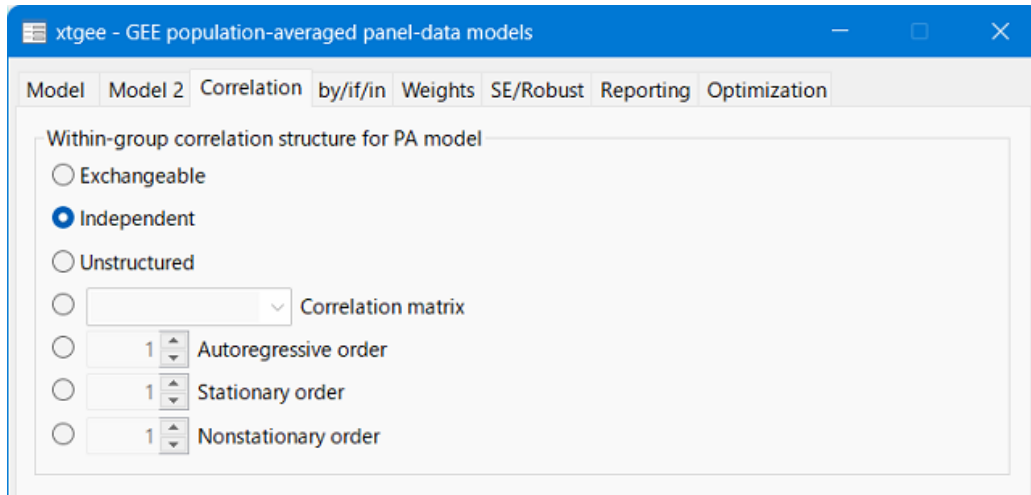 xtgee - GEE population-averaged panel-data models
Model Model 2 Correlation by/if/in Weights SE/Robust Reporting Optimization
Within-group correlation structure for PA model
Exchangeable
Independent
Unstructured
Correlation matrix
1 Autoregressive order
1 Stationary order
1 Nonstationary order